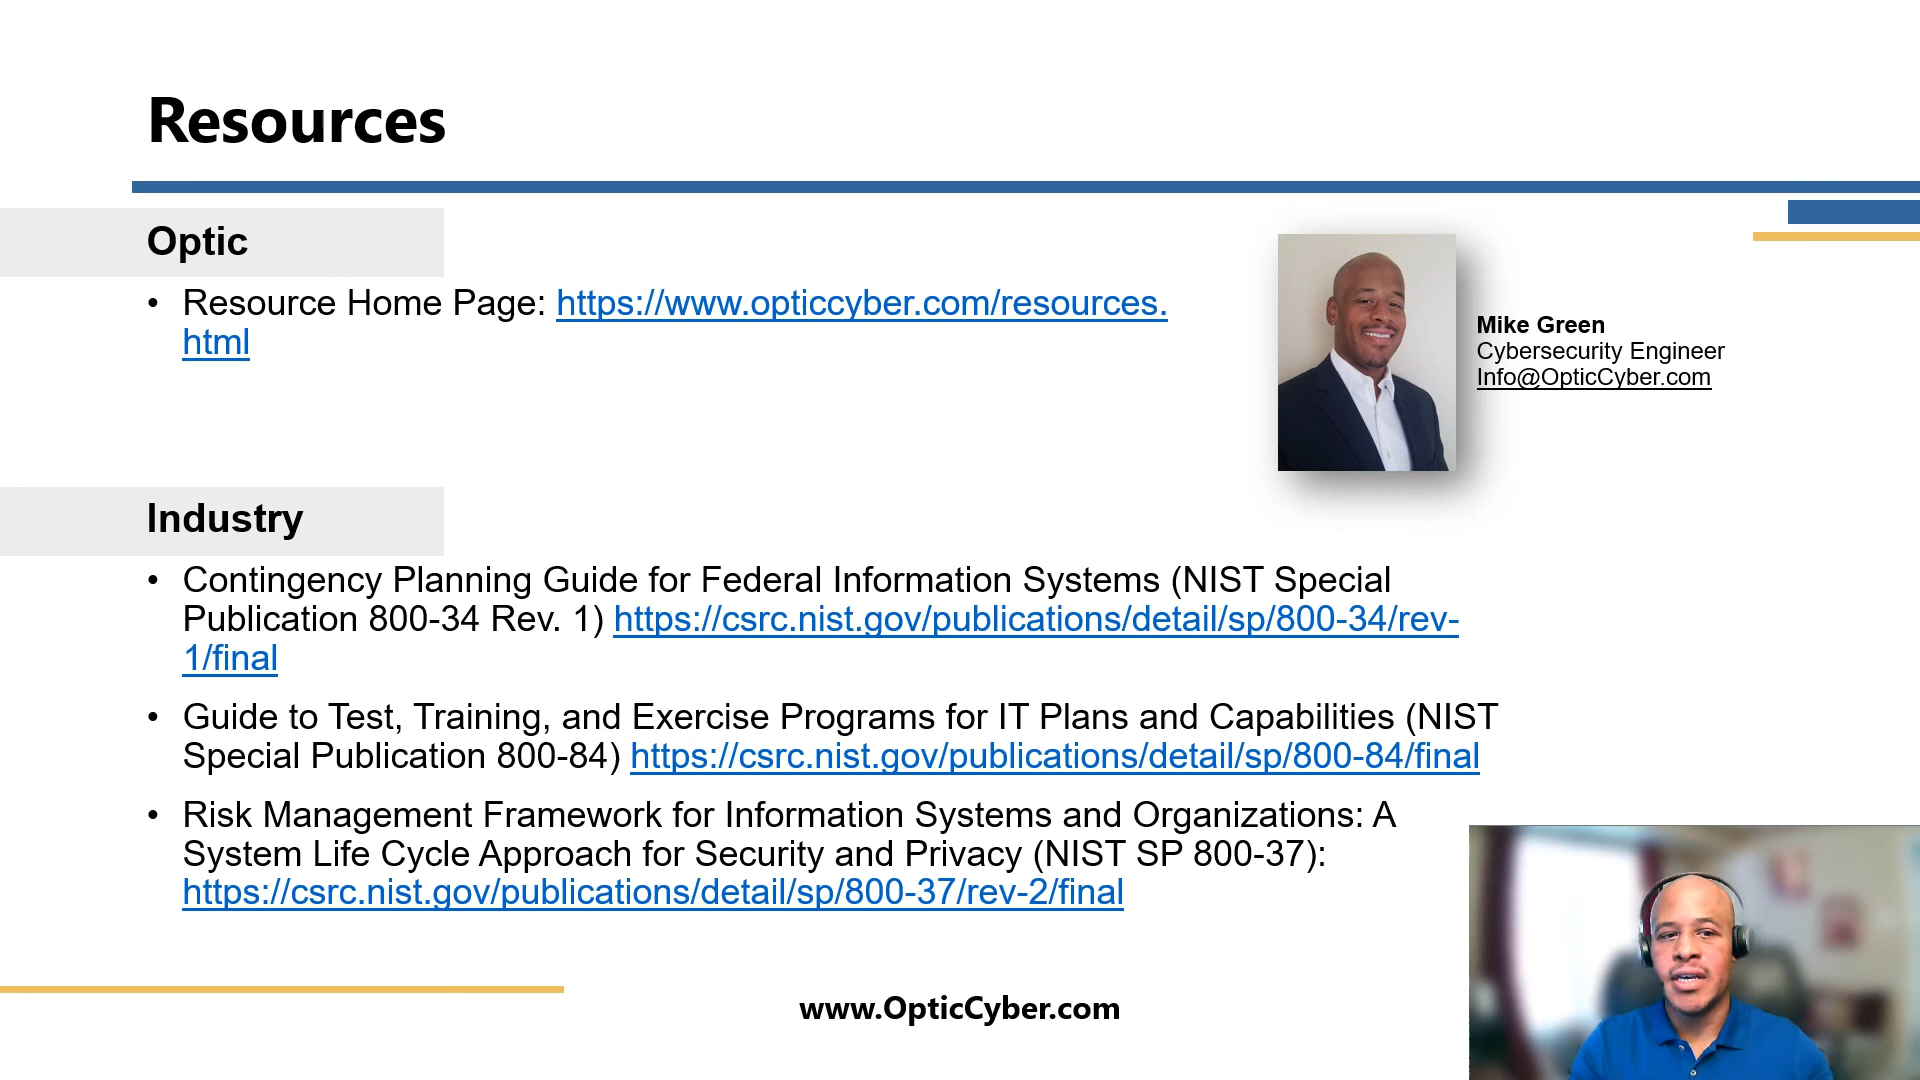 Resources
Optic
• Resource Home Page: https://www.opticcyber.com/resources.
html
Mike Green
Cybersecurity Engineer
Info@OpticCyber.com
Industry
• Contingency Planning Guide for Federal Information Systems (NIST Special
Publication 800-34 Rev. 1) https://csrc.nist.gov/publications/detail/sp/800-34/rev-
1/final
• Guide to Test, Training, and Exercise Programs for IT Plans and Capabilities (NIST
Special Publication 800-84) https://csrc.nist.gov/publications/detail/sp/800-84/final
• Risk Management Framework for Information Systems and Organizations: A
System Life Cycle Approach for Security and Privacy (NIST SP 800-37):
https://csrc.nist.gov/publications/detail/sp/800-37/rev-2/final
www.OpticCyber.com